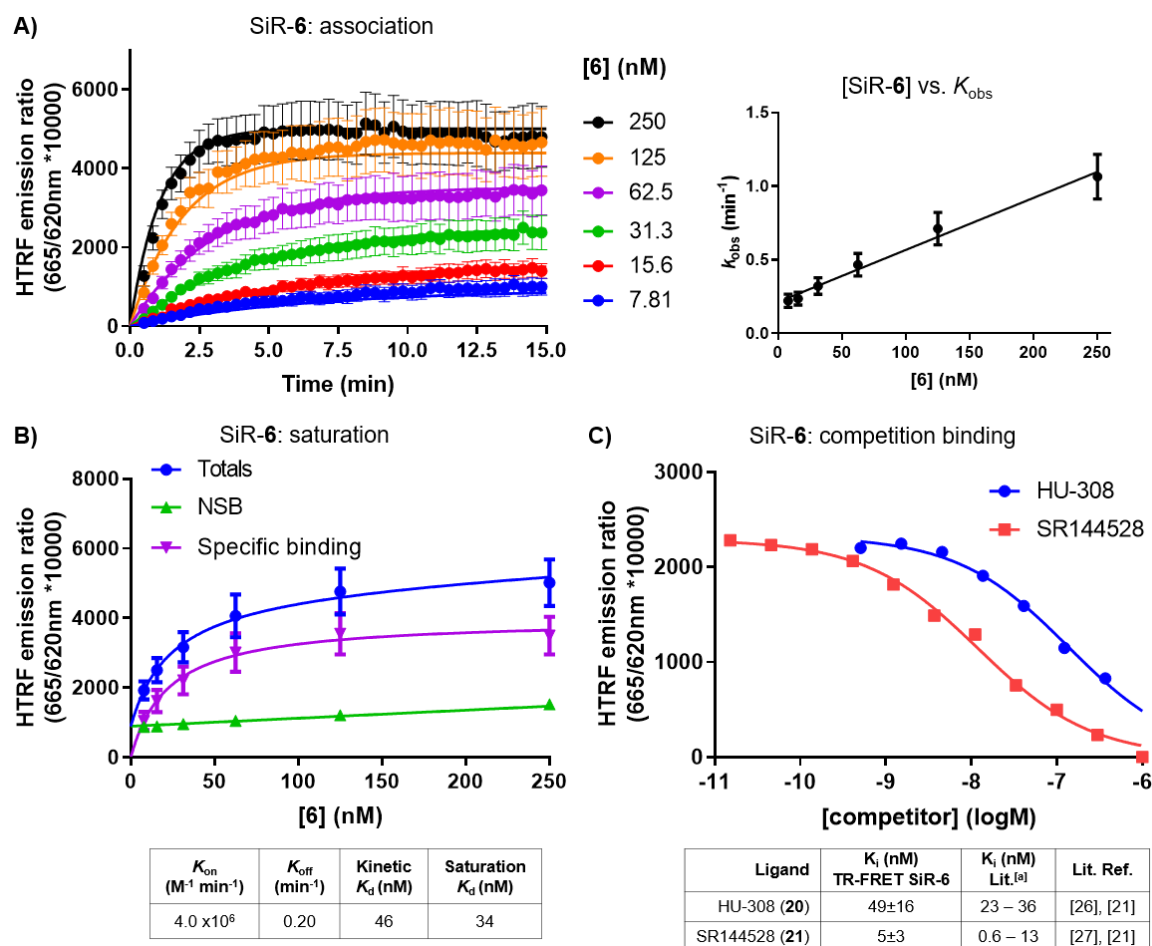 A)
SiR-6: association
HTRF emission ratio
(665/620nm *10000)
6000
4000
2000
0
0.0 2.5 5.0 7.5 10.0 12.5 15.0
Time (min)
[6] (nM)
250
125
62.5
31.3
15.6
7.81
[SiR-6] vs. Kobs
kobs (min-1)
1.5
1.0
0.5
0.0
0 50 100 150 200 250
[6] (nM)
B)
SiR-6: saturation
HTRF emission ratio
(665/620nm *10000)
8000
6000
4000
2000
0
Totals
NSB
Specific binding
0 50 100 150 200 250
[6] (nM)
Kon (M-1 min-1) Koff (min-1) Kinetic Kd (nM) Saturation Kd (nM)
4.0 x10⁶ 0.20 46 34
C)
SiR-6: competition binding
HTRF emission ratio
(665/620nm *10000)
3000
2000
1000
0
HU-308
SR144528
-11 -10 -9 -8 -7 -6
[competitor] (logM)
Ligand Ki (nM) TR-FRET SiR-6 Ki (nM) Lit.[a] Lit. Ref.
HU-308 (20) 49±16 23 – 36 [26], [21]
SR144528 (21) 5±3 0.6 – 13 [27], [21]